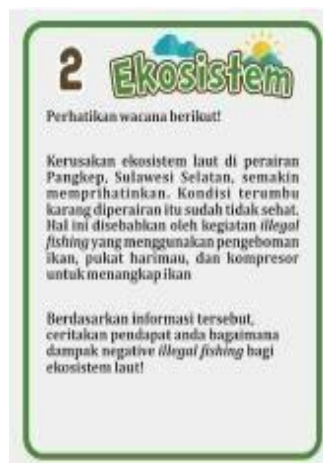 2 Ekosistem
Perhatikan wacana berikut!
Kerusakan ekosistem laut di perairan
Pangkep, Sulawesi Selatan, semakin
memprihatinkan. Kondisi terumbu
karang diperairan itu sudah tidak sehat.
Hal ini disebabkan oleh kegiatan illegal
fishing yang menggunakan pengeboman
ikan, pukat harimau, dan kompresor
untuk menangkap ikan
Berdasarkan informasi tersebut,
ceritakan pendapat anda bagaimana
dampak negative illegal fishing bagi
ekosistem laut!